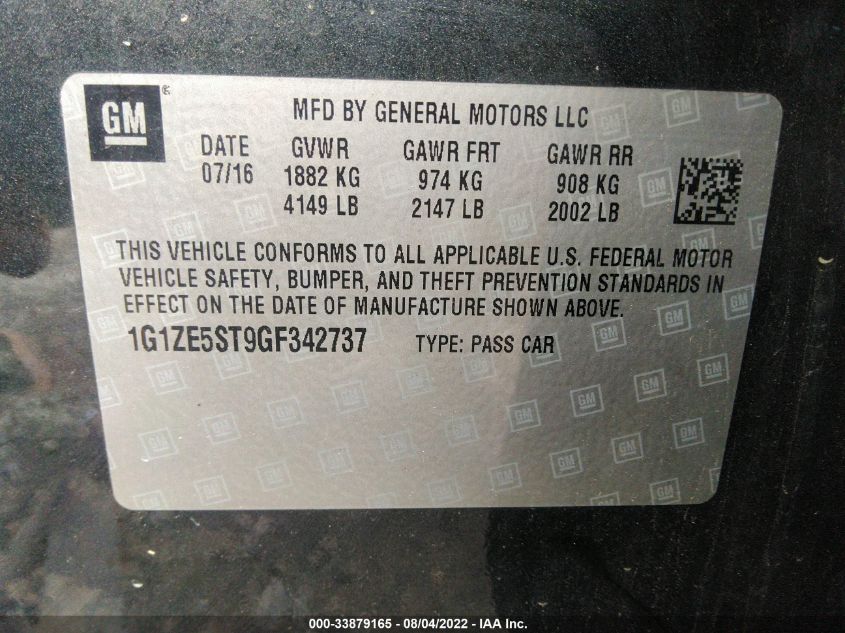 GM ® MFD BY GENERAL MOTORS LLC
DATE GVWR GAWR FRT GAWR RR
07/16 1882 KG 974 KG 908 KG
4149 LB 2147 LB 2002 LB
THIS VEHICLE CONFORMS TO ALL APPLICABLE U.S. FEDERAL MOTOR
VEHICLE SAFETY, BUMPER, AND THEFT PREVENTION STANDARDS IN
EFFECT ON THE DATE OF MANUFACTURE SHOWN ABOVE.
1G1ZE5ST9GF342737 TYPE: PASS CAR
000-33879165 - 08/04/2022 - IAA Inc.